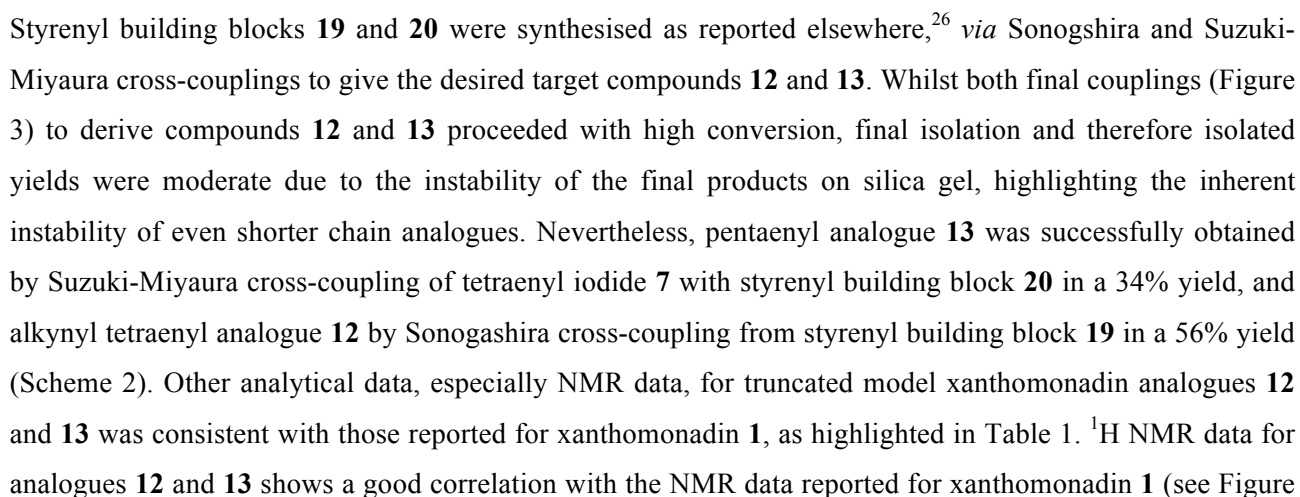 Styrenyl building blocks 19 and 20 were synthesised as reported elsewhere,26 via Sonogshira and Suzuki-
Miyaura cross-couplings to give the desired target compounds 12 and 13. Whilst both final couplings (Figure
3) to derive compounds 12 and 13 proceeded with high conversion, final isolation and therefore isolated
yields were moderate due to the instability of the final products on silica gel, highlighting the inherent
instability of even shorter chain analogues. Nevertheless, pentaenyl analogue 13 was successfully obtained
by Suzuki-Miyaura cross-coupling of tetraenyl iodide 7 with styrenyl building block 20 in a 34% yield, and
alkynyl tetraenyl analogue 12 by Sonogashira cross-coupling from styrenyl building block 19 in a 56% yield
(Scheme 2). Other analytical data, especially NMR data, for truncated model xanthomonadin analogues 12
and 13 was consistent with those reported for xanthomonadin 1, as highlighted in Table 1. 1H NMR data for
analogues 12 and 13 shows a good correlation with the NMR data reported for xanthomonadin 1 (see Figure